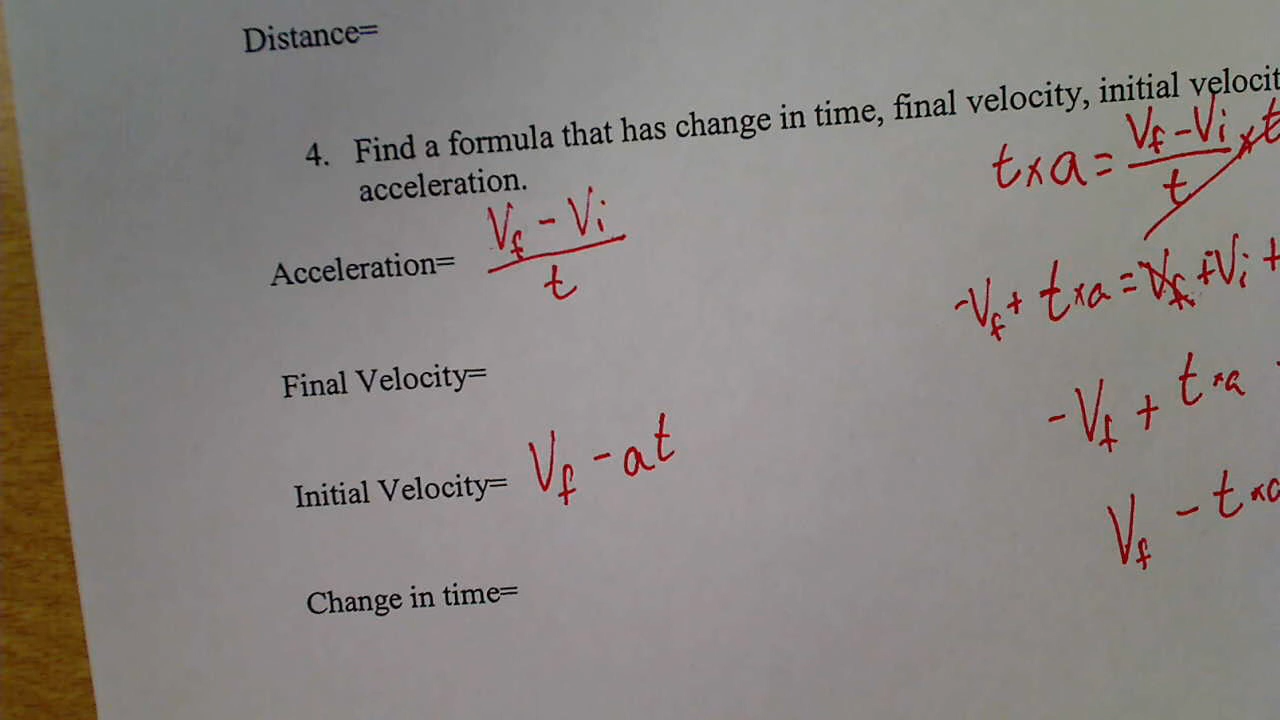 Distance=
4. Find a formula that has change in time, final velocity, initial velocit
acceleration.
t×a = Vf - Vi / t × t
Acceleration= Vf - Vi / t
-Vf + t×a = Vf + Vi +
Final Velocity=
-Vf + t×a
Initial Velocity= Vf - at
Vf - t×a
Change in time=